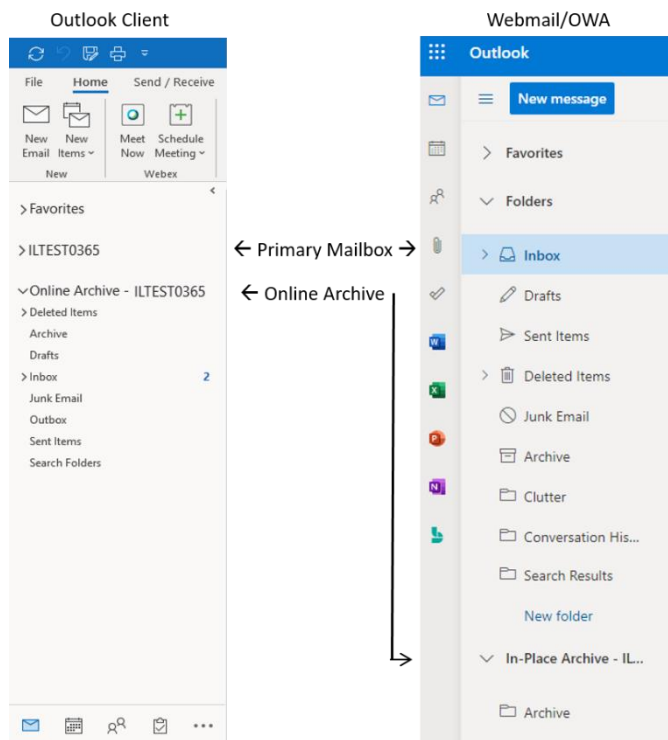 Outlook Client
Webmail/OWA
File Home Send / Receive
New Email
New Items
Meet Now
Schedule Meeting
New
Webex
Favorites
ILTEST0365
Online Archive - ILTEST0365
Deleted Items
Archive
Drafts
Inbox 2
Junk Email
Outbox
Sent Items
Search Folders
← Primary Mailbox →
← Online Archive
Outlook
New message
Favorites
Folders
Inbox
Drafts
Sent Items
Deleted Items
Junk Email
Archive
Clutter
Conversation His...
Search Results
New folder
In-Place Archive - IL...
Archive